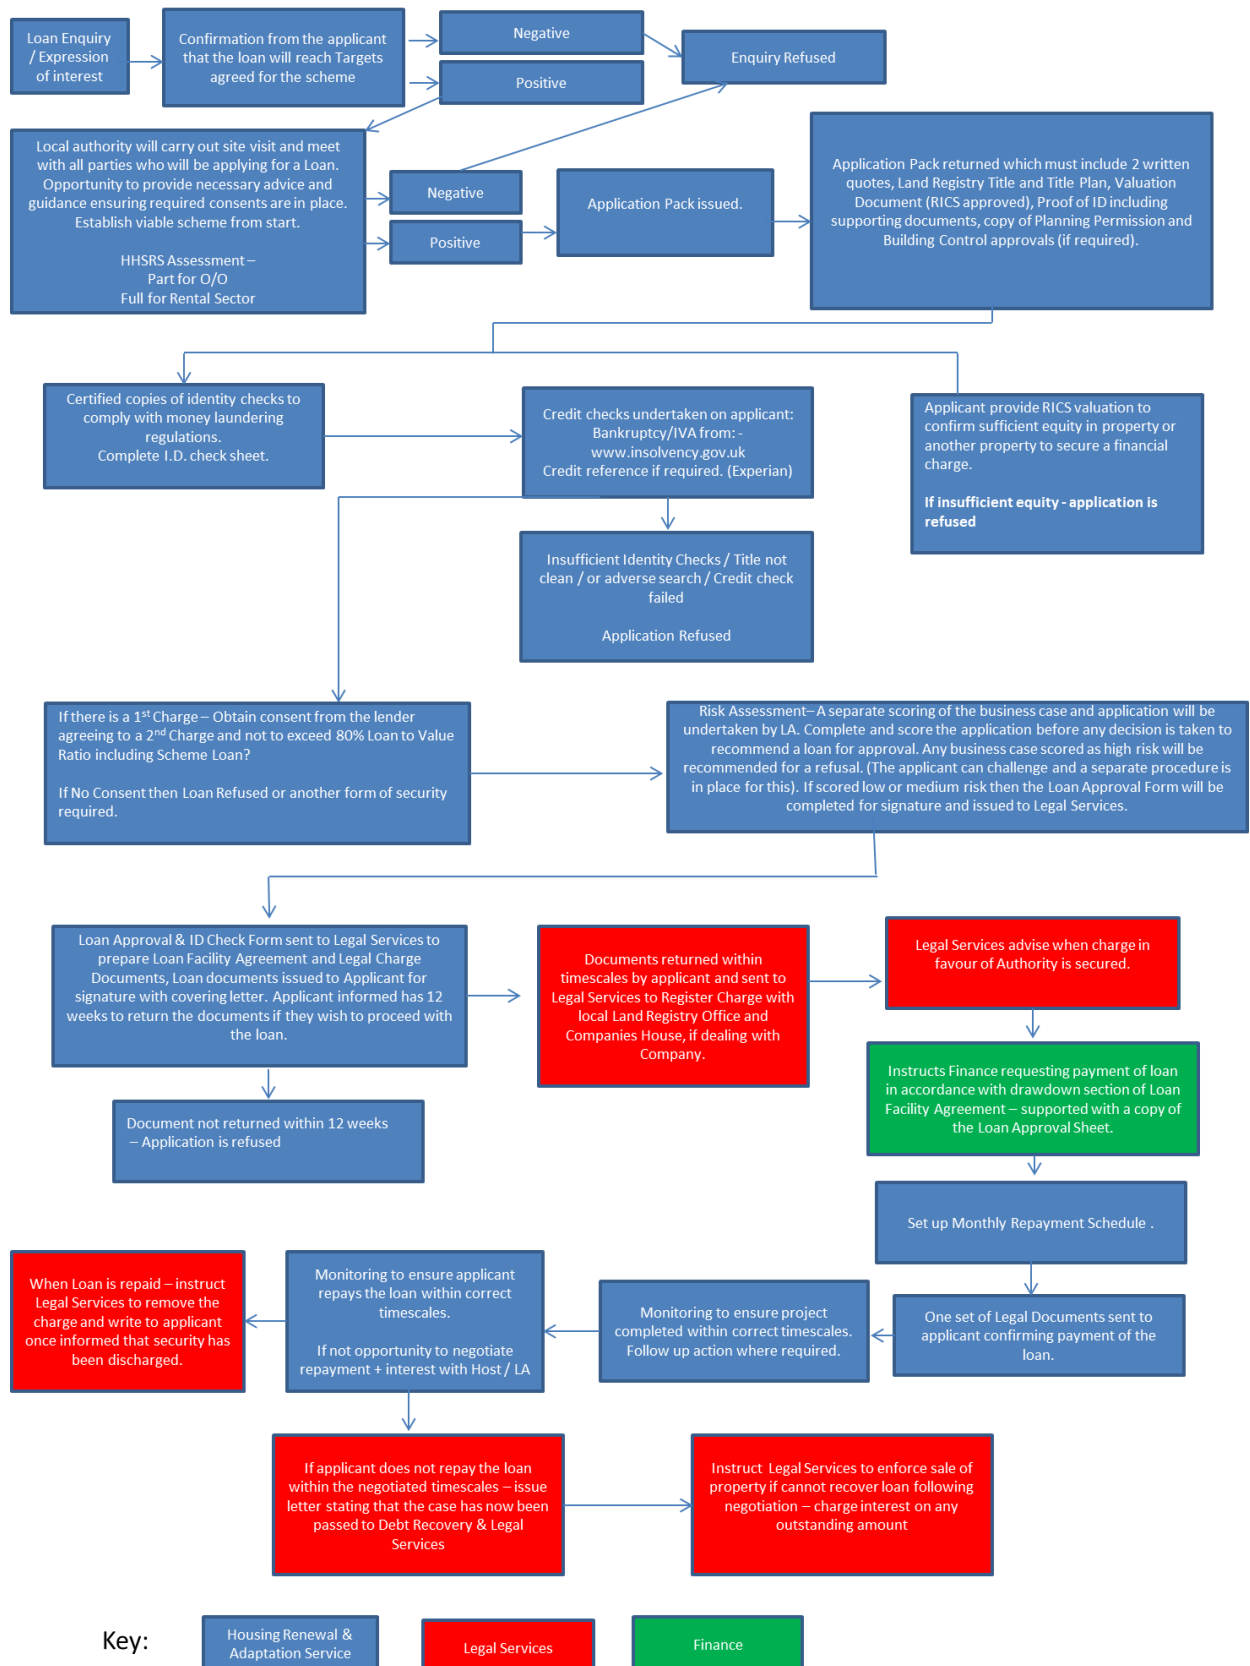 Loan Enquiry
/ Expression
of interest
Confirmation from the applicant
that the loan will reach Targets
agreed for the scheme
Negative
Positive
Enquiry Refused
Local authority will carry out site visit and meet
with all parties who will be applying for a Loan.
Opportunity to provide necessary advice and
guidance ensuring required consents are in place.
Establish viable scheme from start.
HHSRS Assessment –
Part for O/O
Full for Rental Sector
Negative
Positive
Application Pack issued.
Application Pack returned which must include 2 written
quotes, Land Registry Title and Title Plan, Valuation
Document (RICS approved), Proof of ID including
supporting documents, copy of Planning Permission and
Building Control approvals (if required).
Certified copies of identity checks to
comply with money laundering
regulations.
Complete I.D. check sheet.
Credit checks undertaken on applicant:
Bankruptcy/IVA from: -
www.insolvency.gov.uk
Credit reference if required. (Experian)
Applicant provide RICS valuation to
confirm sufficient equity in property or
another property to secure a financial
charge.
If insufficient equity - application is
refused
Insufficient Identity Checks / Title not
clean / or adverse search / Credit check
failed
Application Refused
If there is a 1st Charge – Obtain consent from the lender
agreeing to a 2nd Charge and not to exceed 80% Loan to Value
Ratio including Scheme Loan?
If No Consent then Loan Refused or another form of security
required.
Risk Assessment– A separate scoring of the business case and application will be
undertaken by LA. Complete and score the application before any decision is taken to
recommend a loan for approval. Any business case scored as high risk will be
recommended for a refusal. (The applicant can challenge and a separate procedure is
in place for this). If scored low or medium risk then the Loan Approval Form will be
completed for signature and issued to Legal Services.
Loan Approval & ID Check Form sent to Legal Services to
prepare Loan Facility Agreement and Legal Charge
Documents, Loan documents issued to Applicant for
signature with covering letter. Applicant informed has 12
weeks to return the documents if they wish to proceed with
the loan.
Documents returned within
timescales by applicant and sent to
Legal Services to Register Charge with
local Land Registry Office and
Companies House, if dealing with
Company.
Legal Services advise when charge in
favour of Authority is secured.
Instructs Finance requesting payment of loan
in accordance with drawdown section of Loan
Facility Agreement – supported with a copy of
the Loan Approval Sheet.
Document not returned within 12 weeks
– Application is refused
Set up Monthly Repayment Schedule .
When Loan is repaid – instruct
Legal Services to remove the
charge and write to applicant
once informed that security has
been discharged.
Monitoring to ensure applicant
repays the loan within correct
timescales.
If not opportunity to negotiate
repayment + interest with Host / LA
Monitoring to ensure project
completed within correct timescales.
Follow up action where required.
One set of Legal Documents sent to
applicant confirming payment of the
loan.
If applicant does not repay the loan
within the negotiated timescales – issue
letter stating that the case has now been
passed to Debt Recovery & Legal
Services
Instruct Legal Services to enforce sale of
property if cannot recover loan following
negotiation – charge interest on any
outstanding amount
Key:
Housing Renewal &
Adaptation Service
Legal Services
Finance